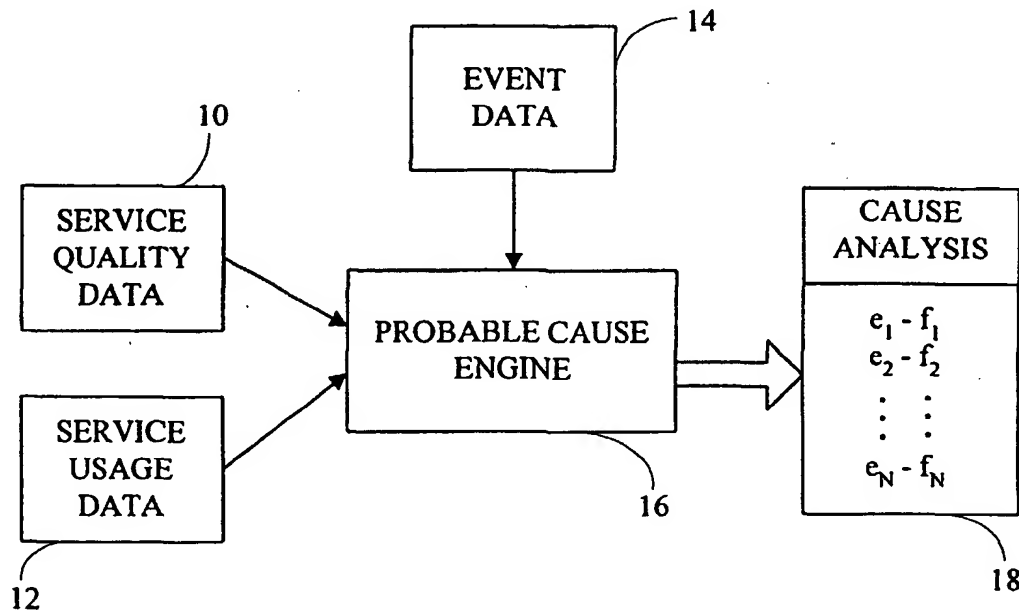 14
EVENT
DATA
10
SERVICE
QUALITY
DATA
CAUSE
ANALYSIS
PROBABLE CAUSE
ENGINE
e1 - f1
e2 - f2
eN - fN
SERVICE
USAGE
DATA
16
18
12